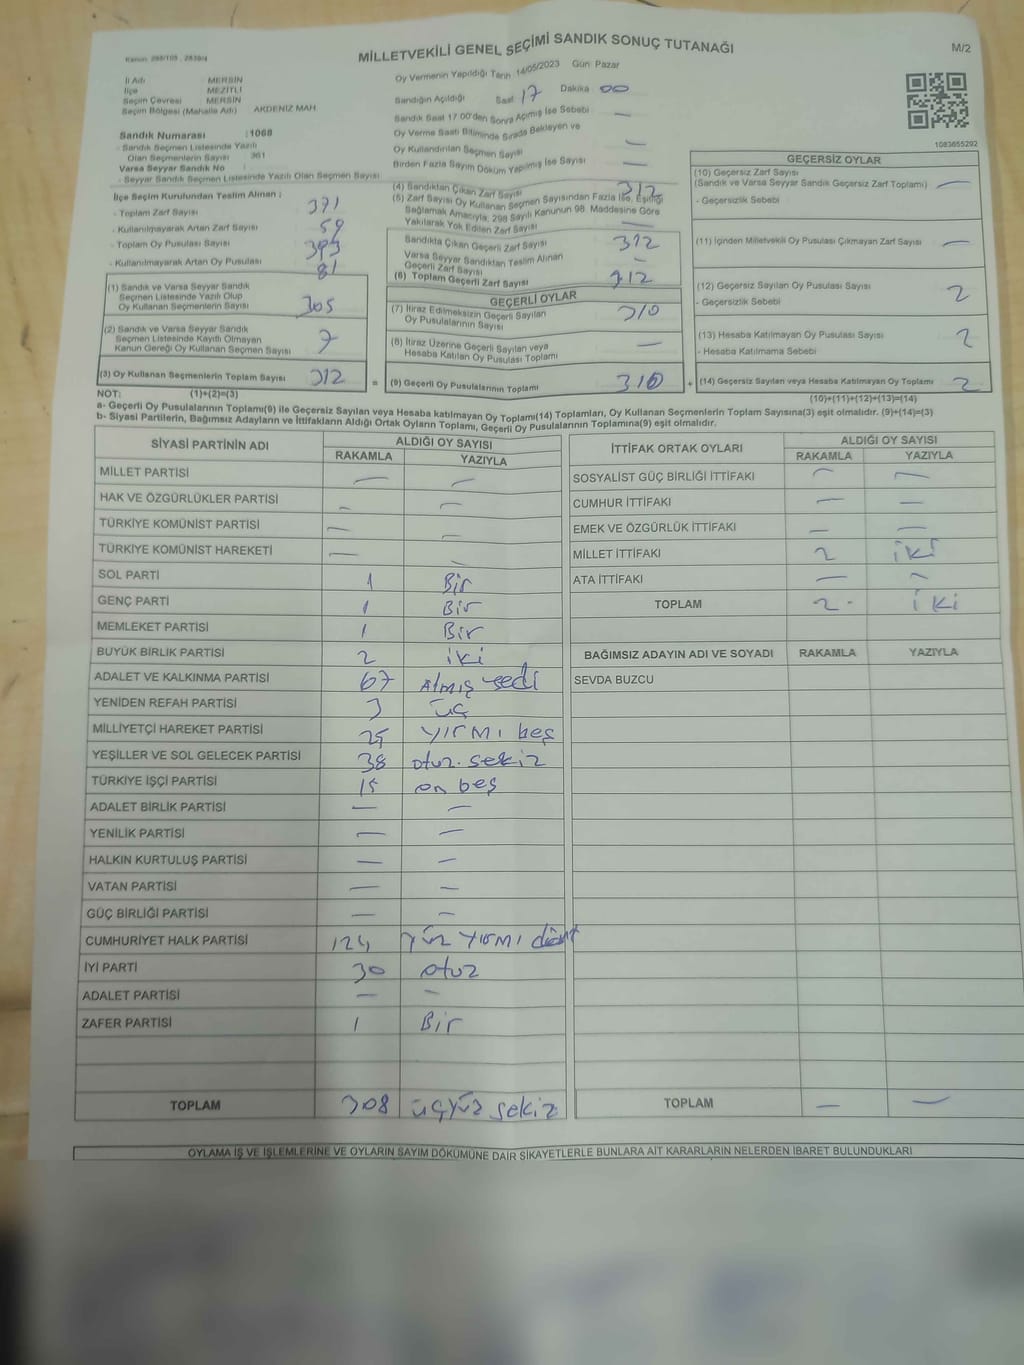 Kanun: 298/105 , 2839/4
MİLLETVEKİLİ GENEL SEÇİMİ SANDIK SONUÇ TUTANAĞI
M/2
İl Adı : MERSİN
İlçe : MEZİTLİ
Seçim Çevresi : MERSİN
Seçim Bölgesi (Mahalle Adı) : AKDENİZ MAH.
Sandık Numarası : 1068
- Sandık Seçmen Listesinde Yazılı
Olan Seçmenlerin Sayısı : 361
Varsa Seyyar Sandık No :
- Seyyar Sandık Seçmen Listesinde Yazılı Olan Seçmen Sayısı
Oy Vermenin Yapıldığı Tarih 14/05/2023 Gün Pazar
Sandığın Açıldığı Saat 17 Dakika 00
Sandık Saat 17.00'den Sonra Açılmış İse Sebebi —
Oy Verme Saati Bitiminde Sırada Bekleyen ve
Oy Kullandırılan Seçmen Sayısı —
Birden Fazla Sayım Döküm Yapılmış İse Sayısı —
1083655292
İlçe Seçim Kurulundan Teslim Alınan :
- Toplam Zarf Sayısı 371
- Kullanılmayarak Artan Zarf Sayısı 59
- Toplam Oy Pusulası Sayısı 393
- Kullanılmayarak Artan Oy Pusulası 81
(1) Sandık ve Varsa Seyyar Sandık
Seçmen Listesinde Yazılı Olup
Oy Kullanan Seçmenlerin Sayısı 305
(2) Sandık ve Varsa Seyyar Sandık
Seçmen Listesinde Kayıtlı Olmayan
Kanun Gereği Oy Kullanan Seçmen Sayısı 7
(3) Oy Kullanan Seçmenlerin Toplam Sayısı 312 =
(4) Sandıktan Çıkan Zarf Sayısı 312
(5) Zarf Sayısı Oy Kullanan Seçmen Sayısından Fazla İse, Eşitliği
Sağlamak Amacıyla, 298 Sayılı Kanunun 98. Maddesine Göre
Yakılarak Yok Edilen Zarf Sayısı —
Sandıkta Çıkan Geçerli Zarf Sayısı 312
Varsa Seyyar Sandıktan Teslim Alınan
Geçerli Zarf Sayısı —
(6) Toplam Geçerli Zarf Sayısı 312
GEÇERLİ OYLAR
(7) İtiraz Edilmeksizin Geçerli Sayılan
Oy Pusulalarının Sayısı 310
(8) İtiraz Üzerine Geçerli Sayılan veya
Hesaba Katılan Oy Pusulası Toplamı —
(9) Geçerli Oy Pusulalarının Toplamı 310 +
GEÇERSİZ OYLAR
(10) Geçersiz Zarf Sayısı
(Sandık ve Varsa Seyyar Sandık Geçersiz Zarf Toplamı) —
- Geçersizlik Sebebi
(11) İçinden Milletvekili Oy Pusulası Çıkmayan Zarf Sayısı —
(12) Geçersiz Sayılan Oy Pusulası Sayısı 2
- Geçersizlik Sebebi
(13) Hesaba Katılmayan Oy Pusulası Sayısı 2
- Hesaba Katılmama Sebebi
(14) Geçersiz Sayılan veya Hesaba Katılmayan Oy Toplamı 2
NOT: (1)+(2)=(3)
(10)+(11)+(12)+(13)=(14)
a- Geçerli Oy Pusulalarının Toplamı(9) ile Geçersiz Sayılan veya Hesaba katılmayan Oy Toplamı(14) Toplamları, Oy Kullanan Seçmenlerin Toplam Sayısına(3) eşit olmalıdır. (9)+(14)=(3)
b- Siyasi Partilerin, Bağımsız Adayların ve İttifakların Aldığı Ortak Oyların Toplamı, Geçerli Oy Pusulalarının Toplamına(9) eşit olmalıdır.
SİYASİ PARTİNİN ADI ALDIĞI OY SAYISI
RAKAMLA YAZIYLA
MİLLET PARTİSİ — —
HAK VE ÖZGÜRLÜKLER PARTİSİ — —
TÜRKİYE KOMÜNİST PARTİSİ — —
TÜRKİYE KOMÜNİST HAREKETİ — —
SOL PARTİ 1 Bir
GENÇ PARTİ 1 Bir
MEMLEKET PARTİSİ 1 Bir
BÜYÜK BİRLİK PARTİSİ 2 iki
ADALET VE KALKINMA PARTİSİ 67 Atmış yedi
YENİDEN REFAH PARTİSİ 3 üç
MİLLİYETÇİ HAREKET PARTİSİ 25 yirmi beş
YEŞİLLER VE SOL GELECEK PARTİSİ 38 otuz sekiz
TÜRKİYE İŞÇİ PARTİSİ 15 on beş
ADALET BİRLİK PARTİSİ — —
YENİLİK PARTİSİ — —
HALKIN KURTULUŞ PARTİSİ — —
VATAN PARTİSİ — —
GÜÇ BİRLİĞİ PARTİSİ — —
CUMHURİYET HALK PARTİSİ 124 yüz yirmi dört
İYİ PARTİ 30 otuz
ADALET PARTİSİ — —
ZAFER PARTİSİ 1 Bir
TOPLAM 308 üçyüz sekiz
İTTİFAK ORTAK OYLARI ALDIĞI OY SAYISI
RAKAMLA YAZIYLA
SOSYALİST GÜÇ BİRLİĞİ İTTİFAKI — —
CUMHUR İTTİFAKI — —
EMEK VE ÖZGÜRLÜK İTTİFAKI — —
MİLLET İTTİFAKI 2 iki
ATA İTTİFAKI — —
TOPLAM 2 iki
BAĞIMSIZ ADAYIN ADI VE SOYADI RAKAMLA YAZIYLA
SEVDA BUZCU
TOPLAM — —
OYLAMA İŞ VE İŞLEMLERİNE VE OYLARIN SAYIM DÖKÜMÜNE DAİR ŞİKAYETLERLE BUNLARA AİT KARARLARIN NELERDEN İBARET BULUNDUKLARI